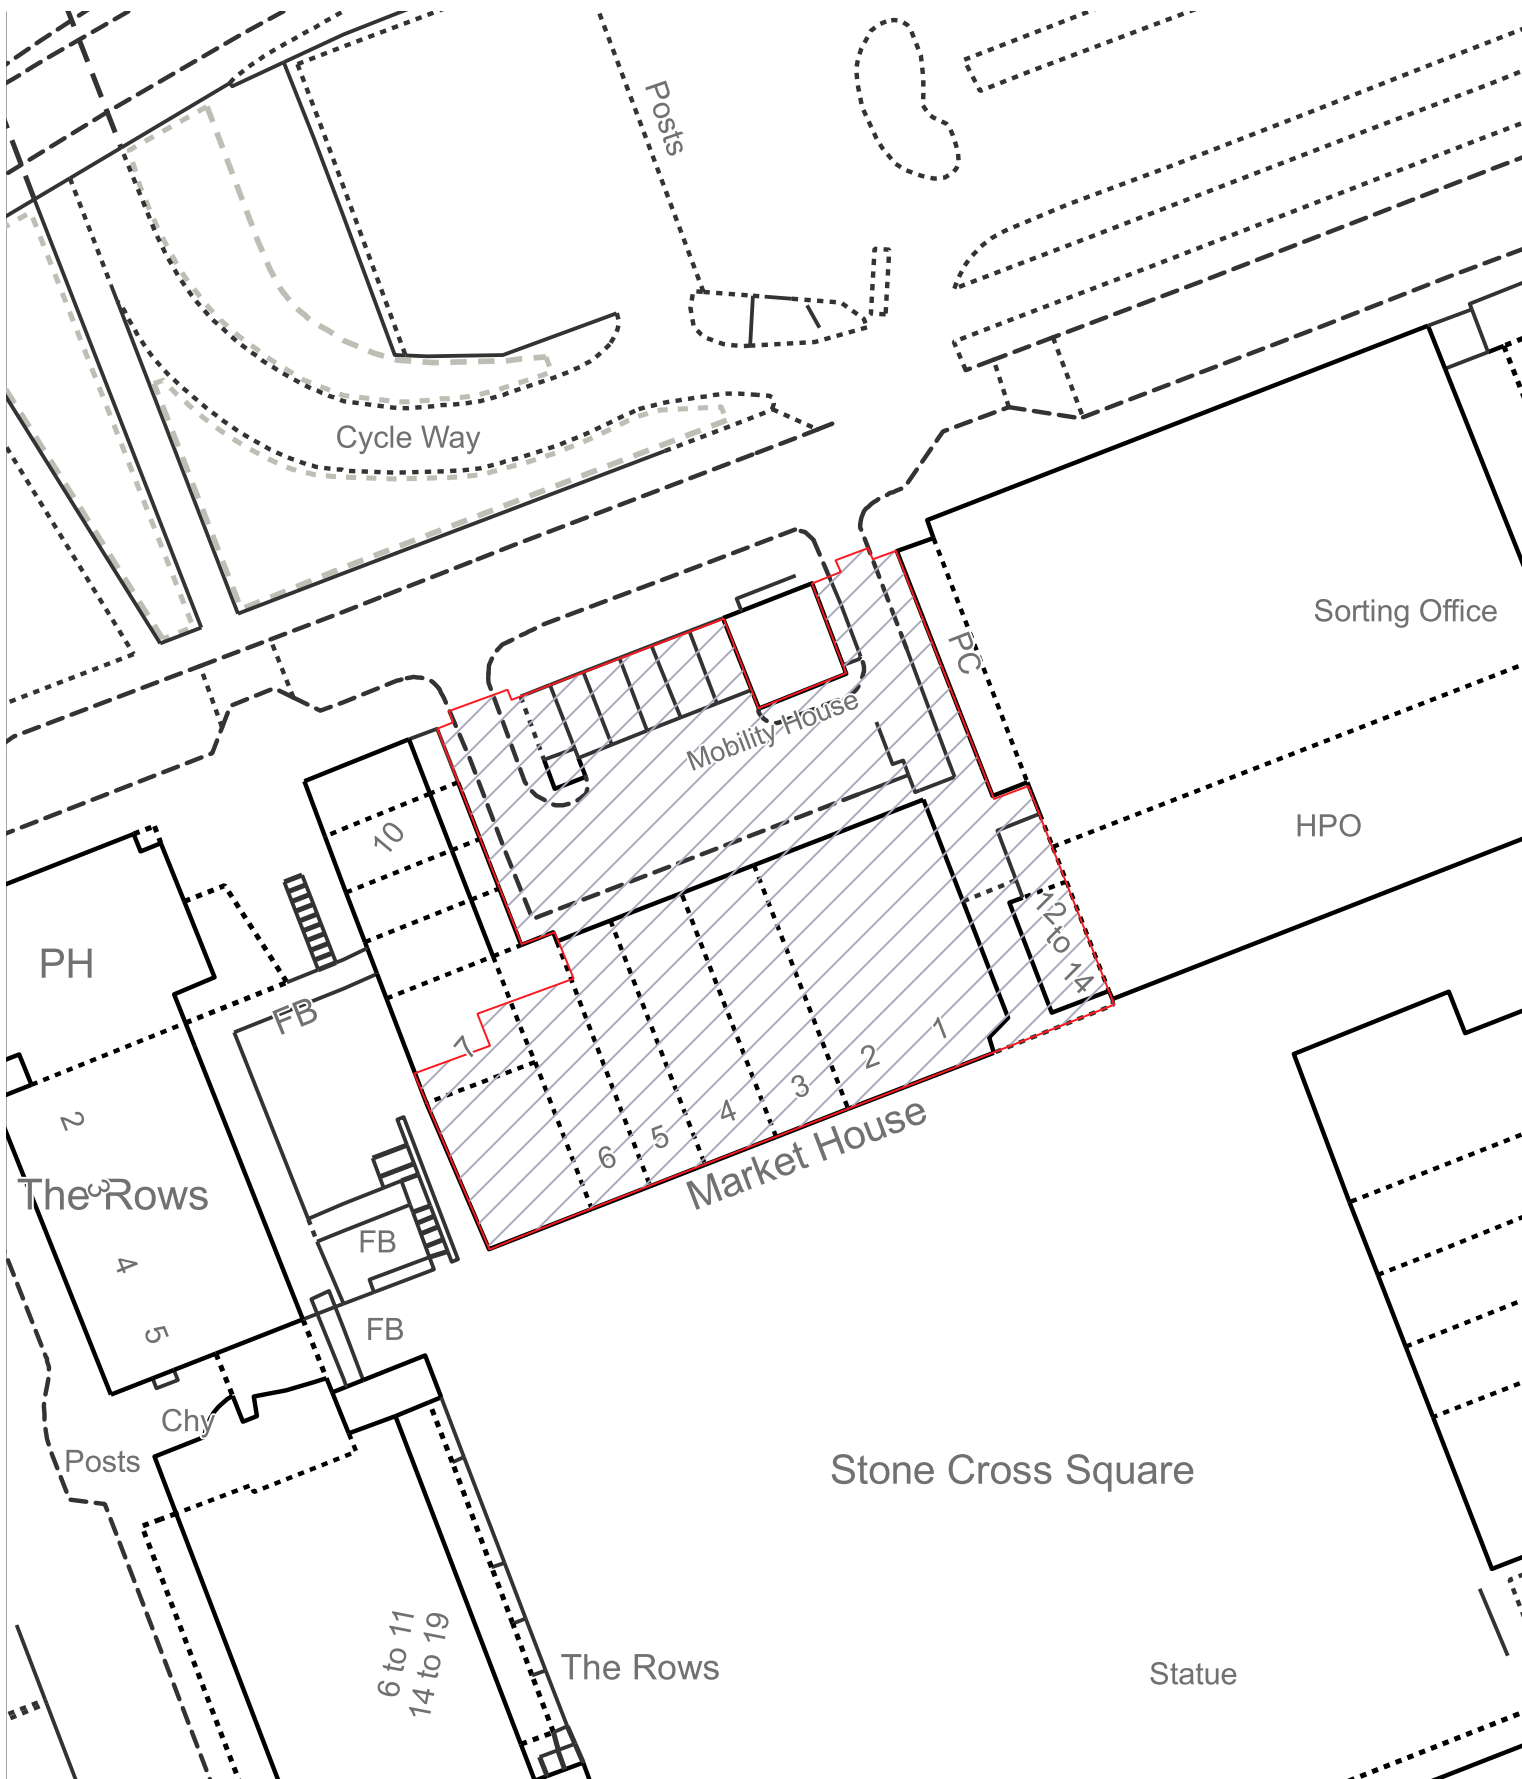 Posts
Cycle Way
Sorting Office
PC
Mobility House
HPO
10
PH
12 to 14
FB
7
1
2
3
4
5
6
Market House
2
The Rows
3
4
5
FB
FB
Chy
Posts
Stone Cross Square
6 to 11
14 to 19
The Rows
Statue